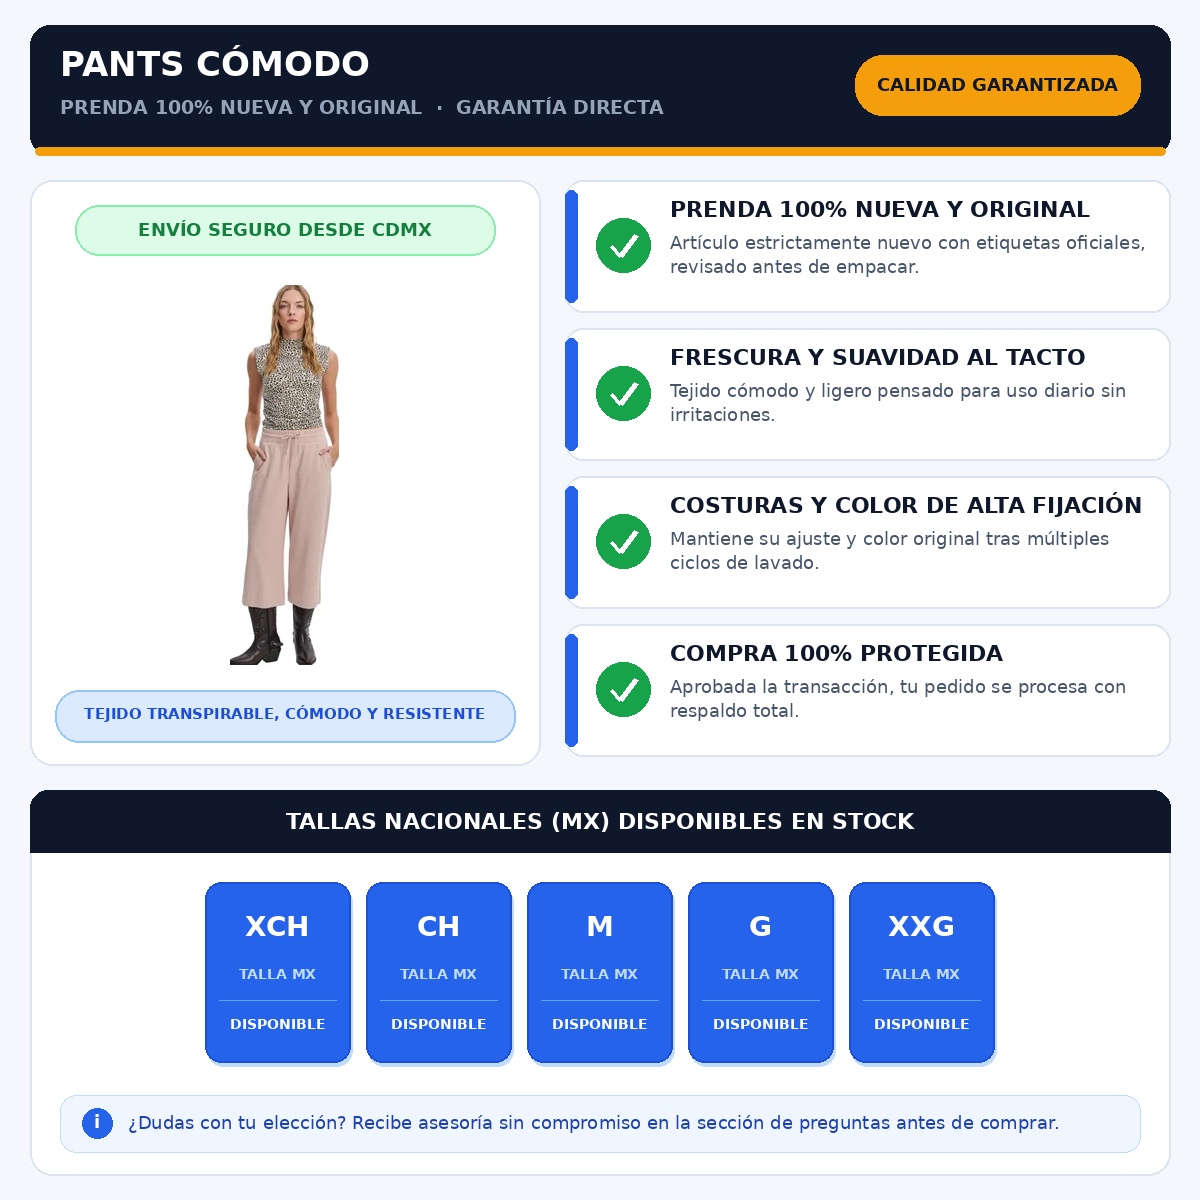 PANTS CÓMODO
PRENDA 100% NUEVA Y ORIGINAL · GARANTÍA DIRECTA
CALIDAD GARANTIZADA
ENVÍO SEGURO DESDE CDMX
TEJIDO TRANSPIRABLE, CÓMODO Y RESISTENTE
PRENDA 100% NUEVA Y ORIGINAL
Artículo estrictamente nuevo con etiquetas oficiales,
revisado antes de empacar.
FRESCURA Y SUAVIDAD AL TACTO
Tejido cómodo y ligero pensado para uso diario sin
irritaciones.
COSTURAS Y COLOR DE ALTA FIJACIÓN
Mantiene su ajuste y color original tras múltiples
ciclos de lavado.
COMPRA 100% PROTEGIDA
Aprobada la transacción, tu pedido se procesa con
respaldo total.
TALLAS NACIONALES (MX) DISPONIBLES EN STOCK
XCH
TALLA MX
DISPONIBLE
CH
TALLA MX
DISPONIBLE
M
TALLA MX
DISPONIBLE
G
TALLA MX
DISPONIBLE
XXG
TALLA MX
DISPONIBLE
i ¿Dudas con tu elección? Recibe asesoría sin compromiso en la sección de preguntas antes de comprar.